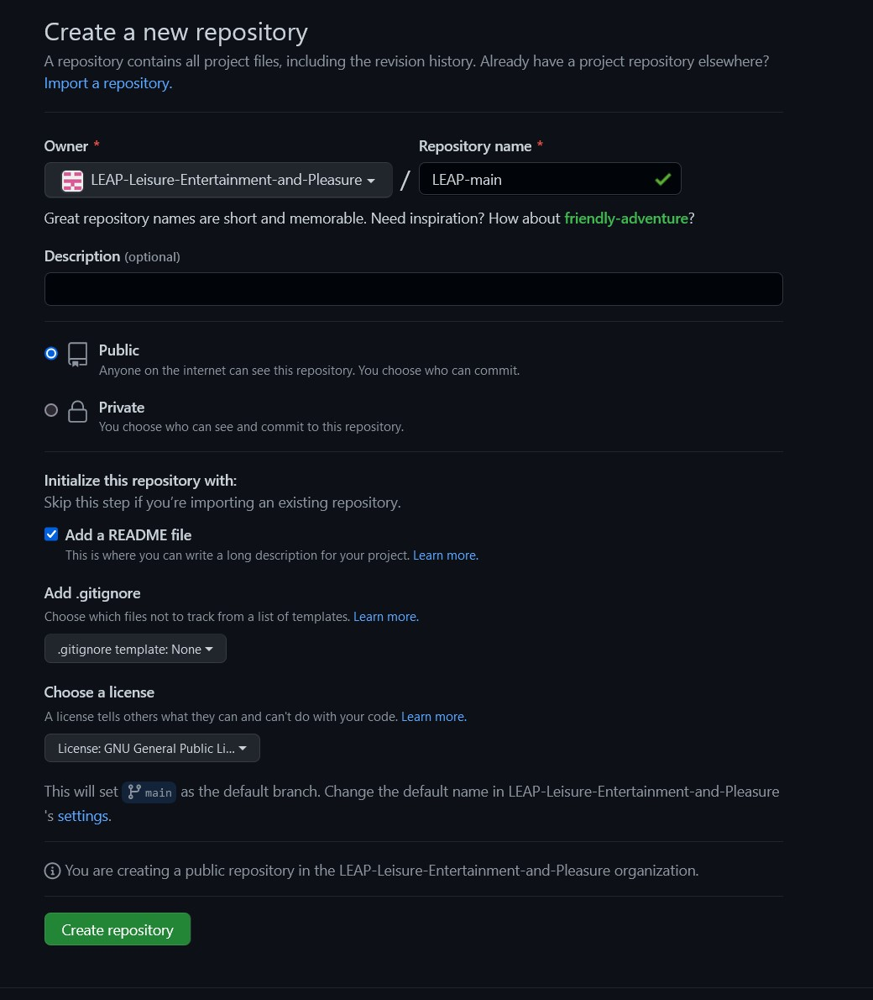 Create a new repository
A repository contains all project files, including the revision history. Already have a project repository elsewhere?
Import a repository.
Owner *
Repository name *
LEAP-Leisure-Entertainment-and-Pleasure
/
LEAP-main
Great repository names are short and memorable. Need inspiration? How about friendly-adventure?
Description (optional)
Public
Anyone on the internet can see this repository. You choose who can commit.
Private
You choose who can see and commit to this repository.
Initialize this repository with:
Skip this step if you’re importing an existing repository.
Add a README file
This is where you can write a long description for your project. Learn more.
Add .gitignore
Choose which files not to track from a list of templates. Learn more.
.gitignore template: None
Choose a license
A license tells others what they can and can't do with your code. Learn more.
License: GNU General Public Li...
This will set main as the default branch. Change the default name in LEAP-Leisure-Entertainment-and-Pleasure
's settings.
You are creating a public repository in the LEAP-Leisure-Entertainment-and-Pleasure organization.
Create repository